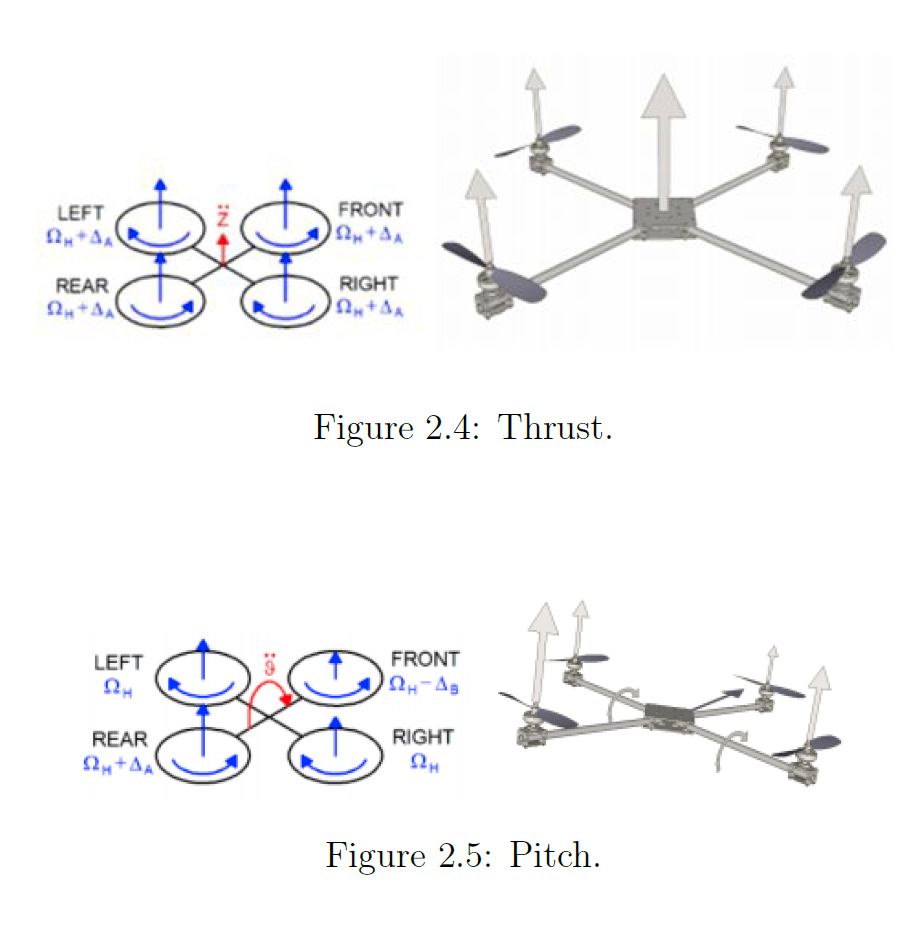 LEFT
Ω_H+Δ_A
z̈
FRONT
Ω_H+Δ_A
REAR
Ω_H+Δ_A
RIGHT
Ω_H+Δ_A
Figure 2.4: Thrust.
LEFT
Ω_H
ϑ̈
FRONT
Ω_H−Δ_B
REAR
Ω_H+Δ_A
RIGHT
Ω_H
Figure 2.5: Pitch.